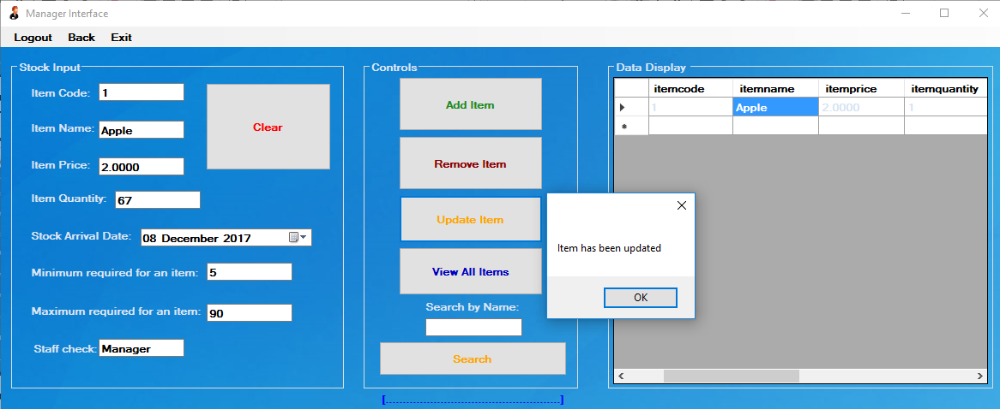 Manager Interface
Logout Back Exit
Stock Input
Item Code: 1
Item Name: Apple
Item Price: 2.0000
Item Quantity: 67
Stock Arrival Date: 08 December 2017
Minimum required for an item: 5
Maximum required for an item: 90
Staff check: Manager
Clear
Controls
Add Item
Remove Item
Update Item
View All Items
Search by Name:
Search
[...............................................................]
Data Display
itemcode itemname itemprice itemquantity
1 Apple 2.0000 1
Item has been updated
OK